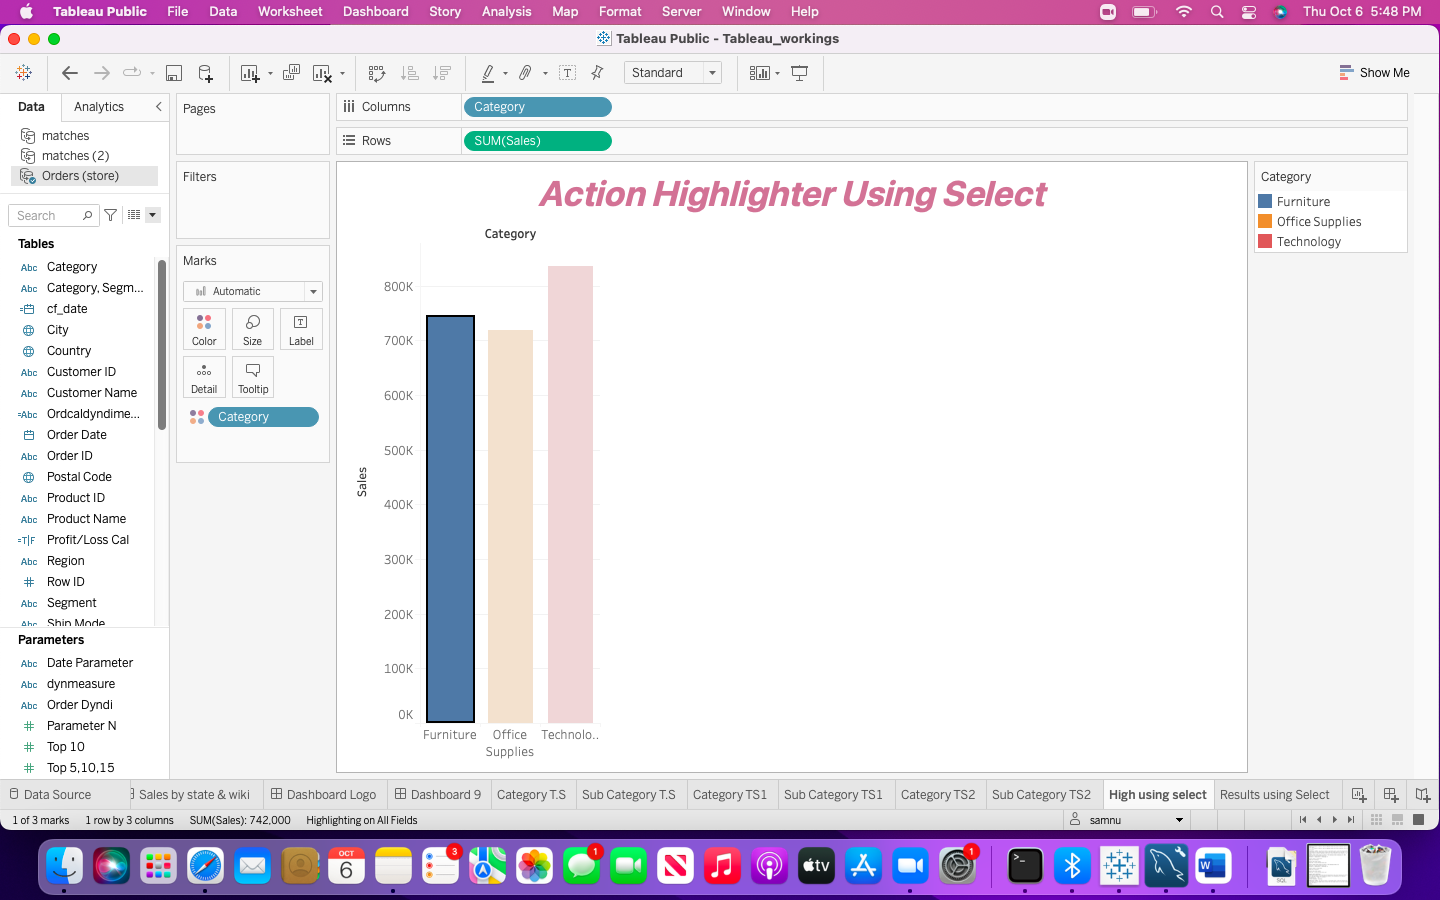 Tableau Public File Data Worksheet Dashboard Story Analysis Map Format Server Window Help Thu Oct 6 5:48 PM
Tableau Public - Tableau_workings
Standard
Show Me
Data Analytics
matches
matches (2)
Orders (store)
Search
Tables
Abc Category
Abc Category, Segm...
cf_date
City
Country
Abc Customer ID
Abc Customer Name
=Abc Ordcaldyndime...
Order Date
Abc Order ID
Postal Code
Abc Product ID
Abc Product Name
=T|F Profit/Loss Cal
Abc Region
# Row ID
Abc Segment
Abc Ship Mode
Parameters
Abc Date Parameter
Abc dynmeasure
Abc Order Dyndi
# Parameter N
# Top 10
# Top 5,10,15
Pages
Filters
Marks
Automatic
Color Size Label
Detail Tooltip
Category
Columns Category
Rows SUM(Sales)
Action Highlighter Using Select
Category
Sales
800K
700K
600K
500K
400K
300K
200K
100K
0K
Furniture Office Supplies Technolo..
Category
Furniture
Office Supplies
Technology
Data Source Sales by state & wiki Dashboard Logo Dashboard 9 Category T.S Sub Category T.S Category TS1 Sub Category TS1 Category TS2 Sub Category TS2 High using select Results using Select
1 of 3 marks 1 row by 3 columns SUM(Sales): 742,000 Highlighting on All Fields samnu
OCT
6
3
1
tv
1
>_
SQL
W